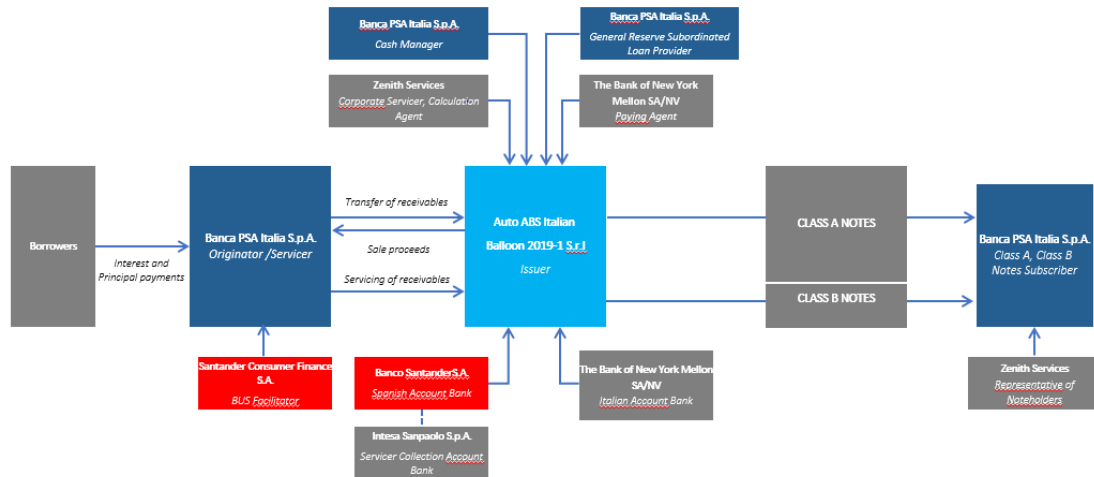 Banca PSA Italia S.p.A.
Cash Manager
Banca PSA Italia S.p.A.
General Reserve Subordinated
Loan Provider
Zenith Services
Corporate Servicer, Calculation
Agent
The Bank of New York
Mellon SA/NV
Paying Agent
Borrowers
Interest and
Principal payments
Banca PSA Italia S.p.A.
Originator /Servicer
Transfer of receivables
Sale proceeds
Servicing of receivables
Auto ABS Italian
Balloon 2019-1 S.r.l
Issuer
CLASS A NOTES
CLASS B NOTES
Banca PSA Italia S.p.A.
Class A, Class B
Notes Subscriber
Santander Consumer Finance
S.A.
BUS Facilitator
Banco SantanderS.A.
Spanish Account Bank
The Bank of New York Mellon
SA/NV
Italian Account Bank
Zenith Services
Representative of
Noteholders
Intesa Sanpaolo S.p.A.
Servicer Collection Account
Bank